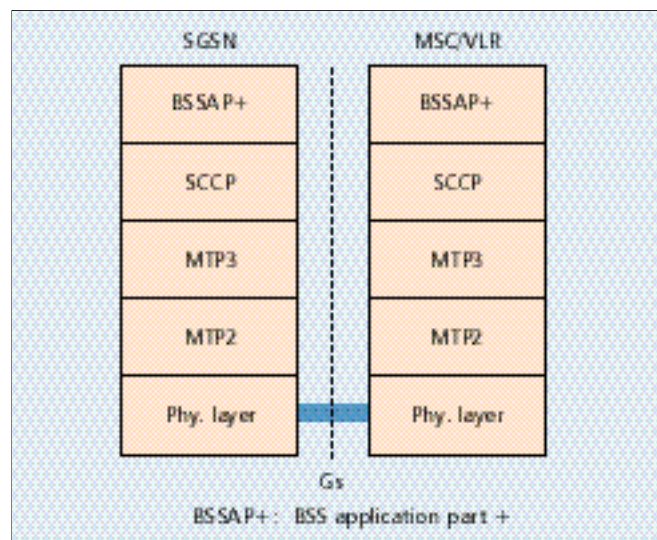 SGSN MSC/VLR
BSSAP+ BSSAP+
SCCP SCCP
MTP3 MTP3
MTP2 MTP2
Phy. layer Phy. layer
Gs
BSSAP+: BSS application part +